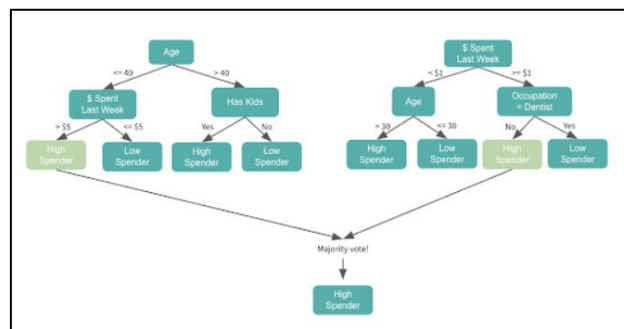 Age
$ Spent
Last Week
<= 40
> 40
< $1
>= $1
$ Spent
Last Week
Has Kids
Age
Occupation
= Dentist
> $5
<= $5
Yes
No
> 30
<= 30
No
Yes
High
Spender
Low
Spender
High
Spender
Low
Spender
High
Spender
Low
Spender
High
Spender
Low
Spender
Majority vote!
High
Spender